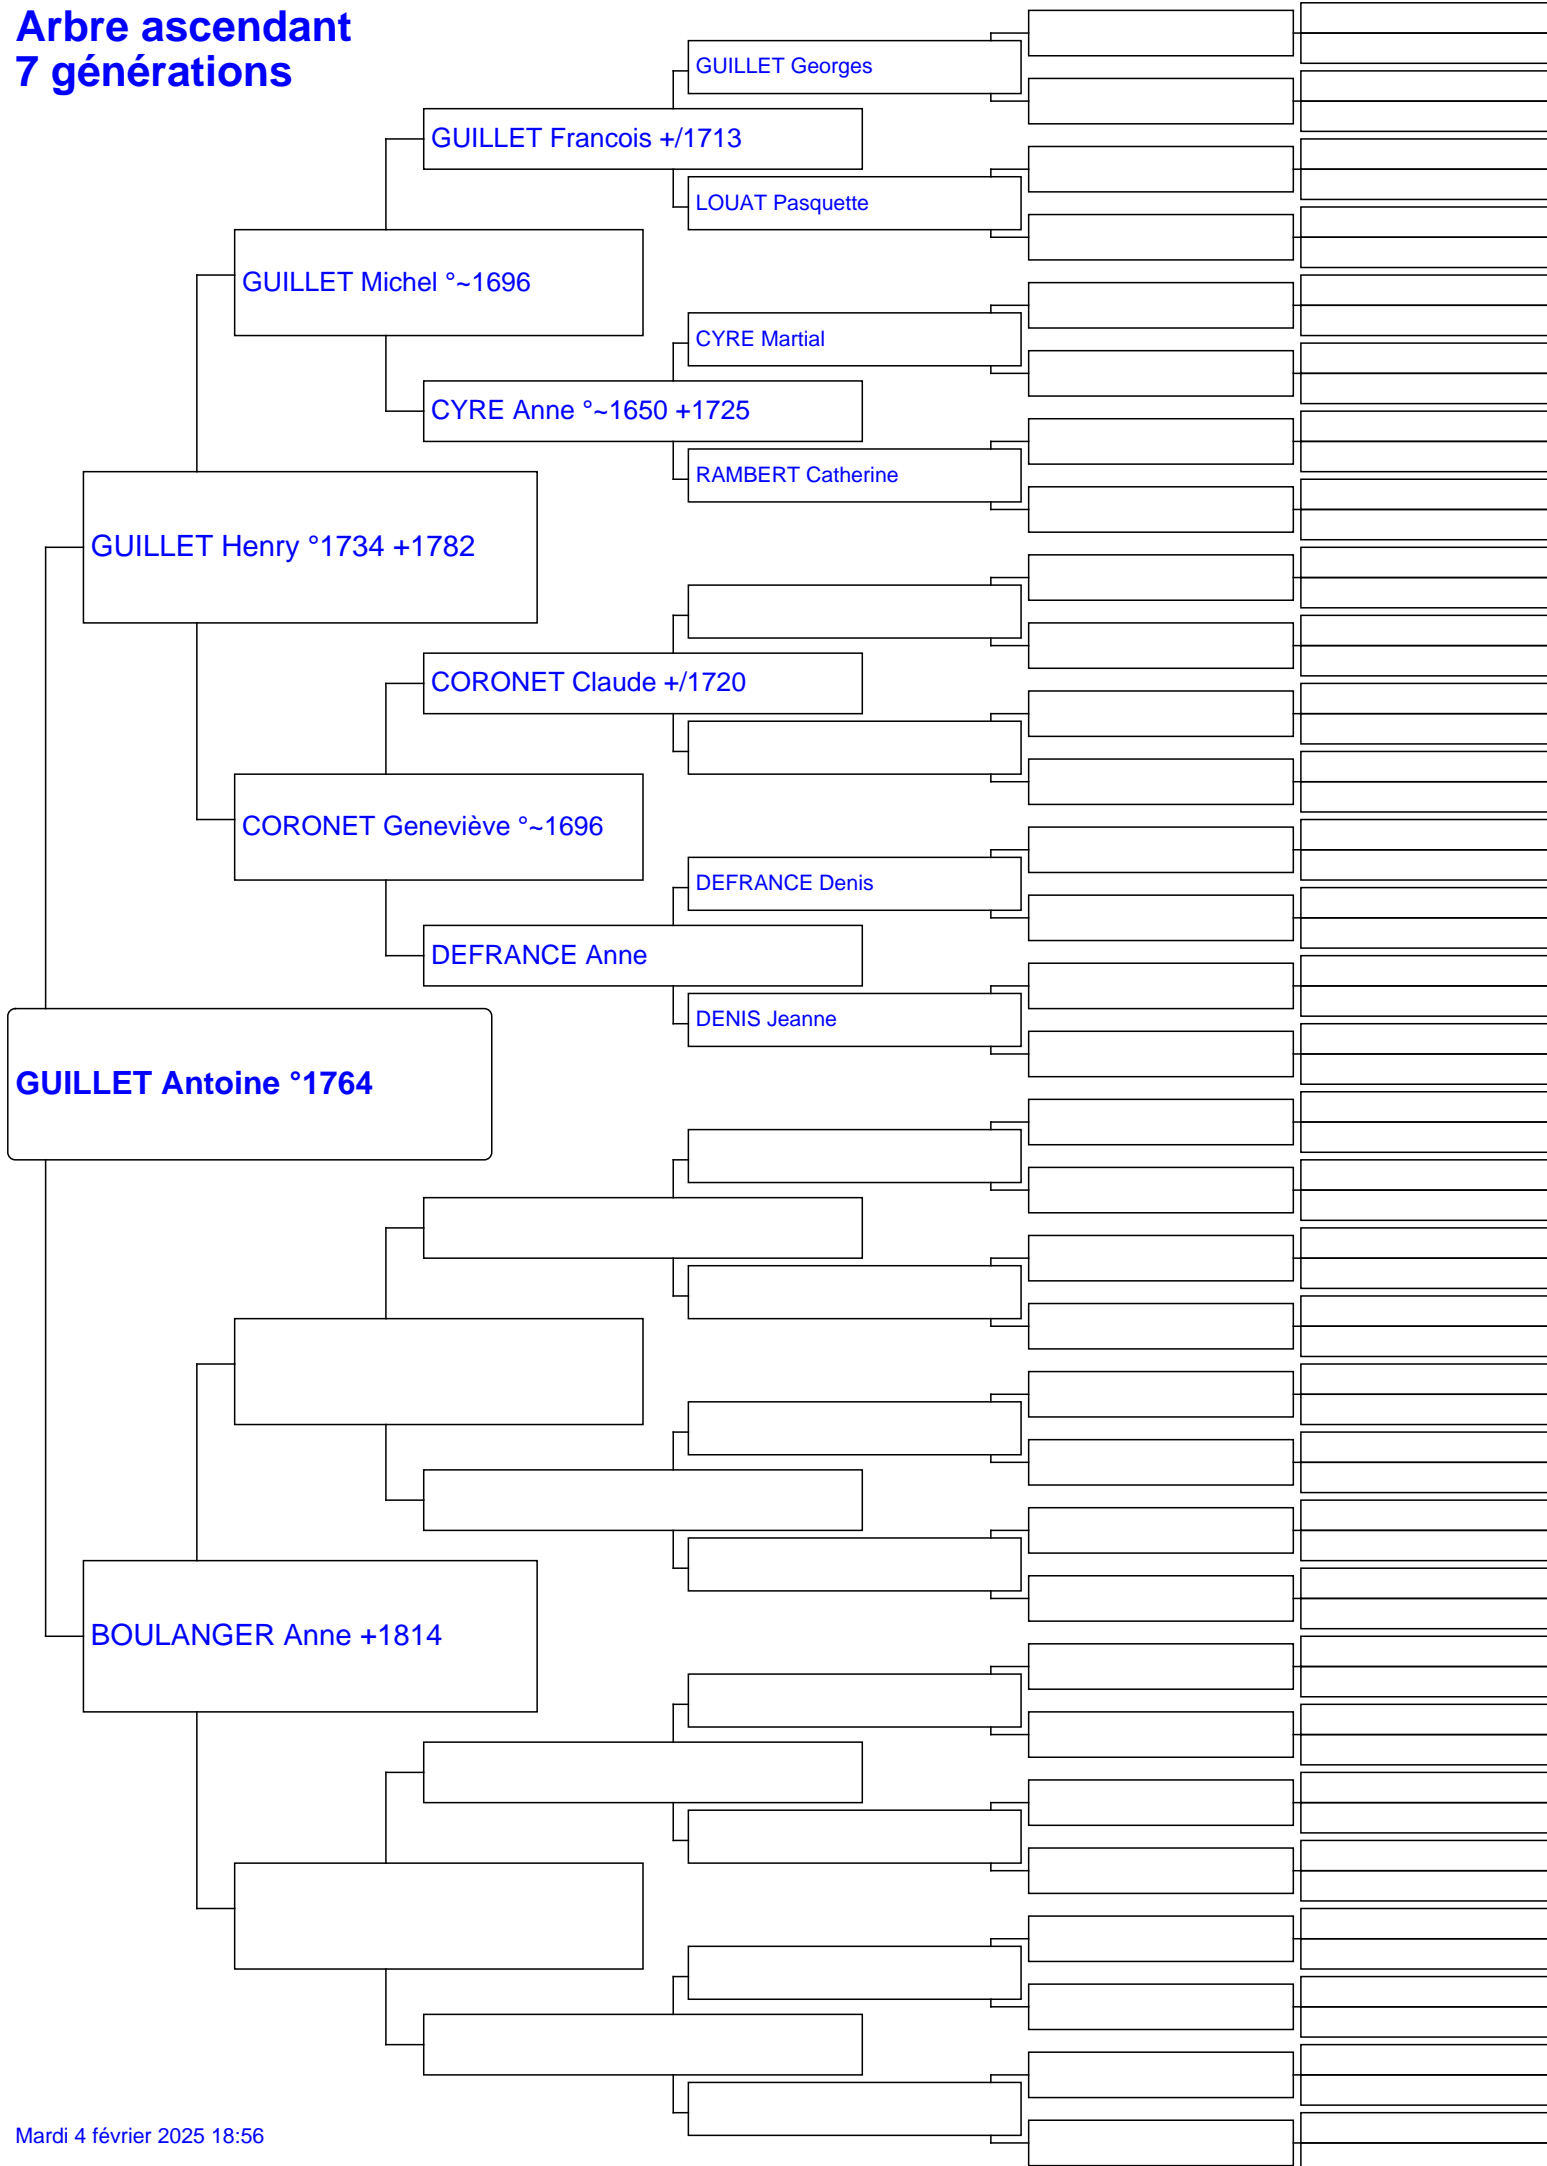 Arbre ascendant
7 générations
GUILLET Georges
GUILLET Francois +/1713
LOUAT Pasquette
GUILLET Michel °~1696
CYRE Martial
CYRE Anne °~1650 +1725
RAMBERT Catherine
GUILLET Henry °1734 +1782
CORONET Claude +/1720
CORONET Geneviève °~1696
DEFRANCE Denis
DEFRANCE Anne
DENIS Jeanne
GUILLET Antoine °1764
BOULANGER Anne +1814
Mardi 4 février 2025 18:56